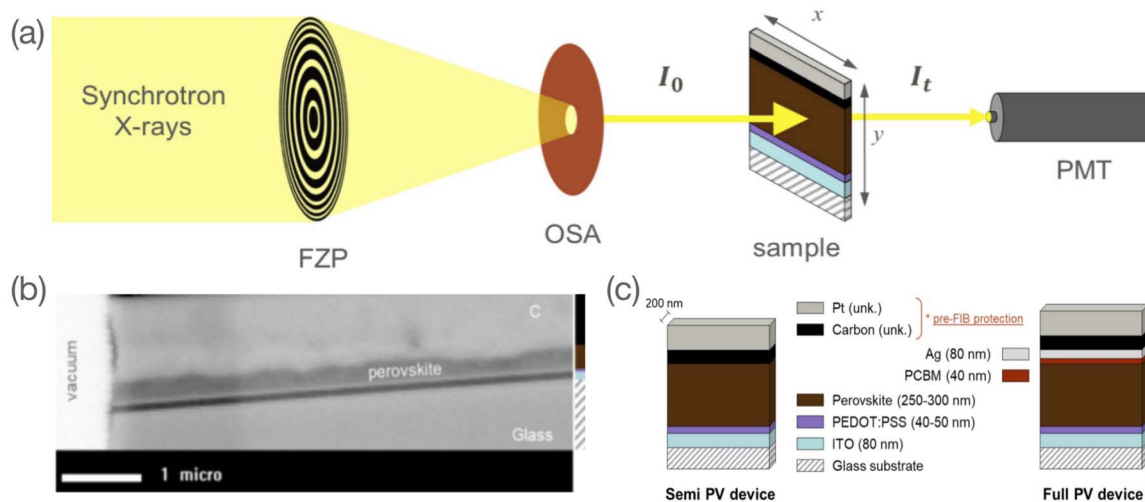 (a)
Synchrotron
X-rays
FZP
OSA
I₀
x
y
sample
Iₜ
PMT
(b)
vacuum
C
perovskite
Glass
1 micro
(c)
200 nm
Pt (unk.)
Carbon (unk.)
* pre-FIB protection
Ag (80 nm)
PCBM (40 nm)
Perovskite (250-300 nm)
PEDOT:PSS (40-50 nm)
ITO (80 nm)
Glass substrate
Semi PV device
Full PV device